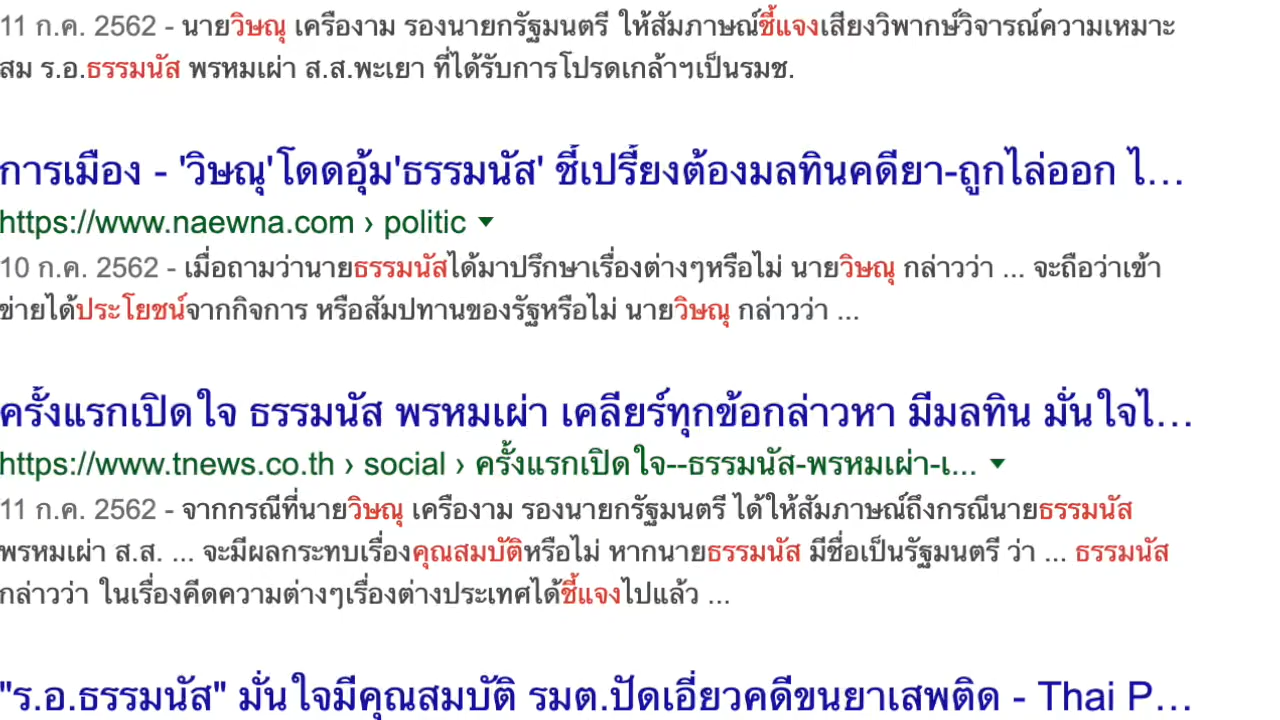 11 ก.ค. 2562 - นายวิษณุ เครืองาม รองนายกรัฐมนตรี ให้สัมภาษณ์ชี้แจงเสียงวิพากษ์วิจารณ์ความเหมาะ
สม ร.อ.ธรรมนัส พรหมเผ่า ส.ส.พะเยา ที่ได้รับการโปรดเกล้าฯเป็นรมช.
การเมือง - 'วิษณุ'โดดอุ้ม'ธรรมนัส' ชี้เปรี้ยงต้องมลทินคดียา-ถูกไล่ออก ไ...
https://www.naewna.com › politic
10 ก.ค. 2562 - เมื่อถามว่านายธรรมนัสได้มาปรึกษาเรื่องต่างๆหรือไม่ นายวิษณุ กล่าวว่า ... จะถือว่าเข้า
ข่ายได้ประโยชน์จากกิจการ หรือสัมปทานของรัฐหรือไม่ นายวิษณุ กล่าวว่า ...
ครั้งแรกเปิดใจ ธรรมนัส พรหมเผ่า เคลียร์ทุกข้อกล่าวหา มีมลทิน มั่นใจไ...
https://www.tnews.co.th › social › ครั้งแรกเปิดใจ--ธรรมนัส-พรหมเผ่า-เ...
11 ก.ค. 2562 - จากกรณีที่นายวิษณุ เครืองาม รองนายกรัฐมนตรี ได้ให้สัมภาษณ์ถึงกรณีนายธรรมนัส
พรหมเผ่า ส.ส. ... จะมีผลกระทบเรื่องคุณสมบัติหรือไม่ หากนายธรรมนัส มีชื่อเป็นรัฐมนตรี ว่า ... ธรรมนัส
กล่าวว่า ในเรื่องคีดความต่างๆเรื่องต่างประเทศได้ชี้แจงไปแล้ว ...
"ร.อ.ธรรมนัส" มั่นใจมีคุณสมบัติ รมต.ปัดเอี่ยวคดีขนยาเสพติด - Thai P...